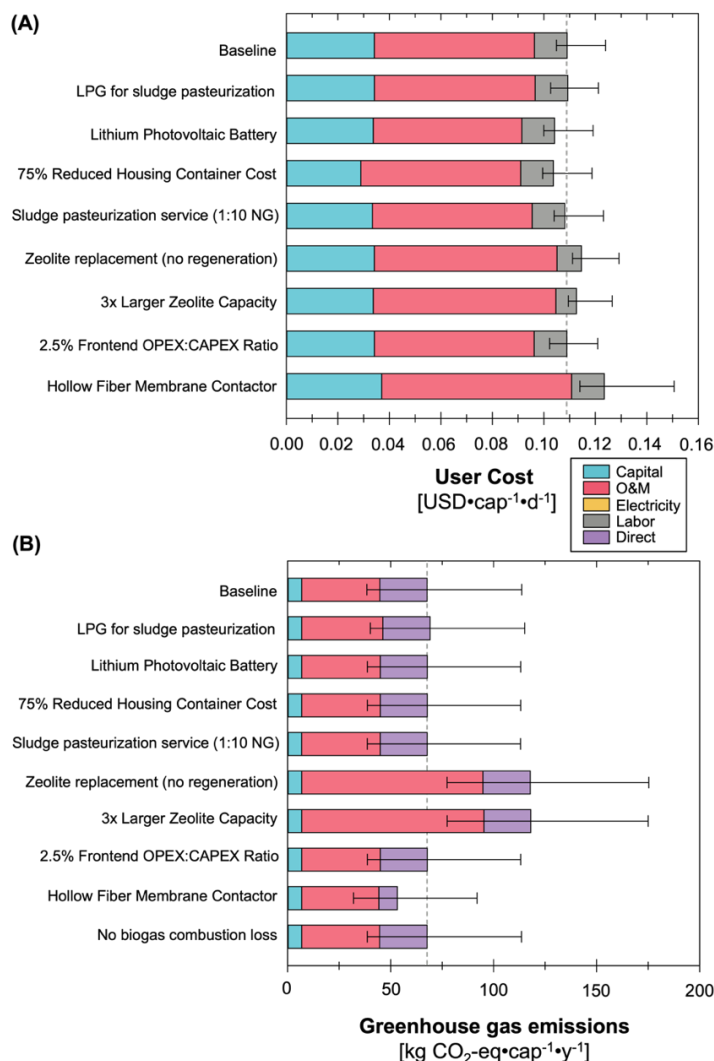 (A)
Baseline
LPG for sludge pasteurization
Lithium Photovoltaic Battery
75% Reduced Housing Container Cost
Sludge pasteurization service (1:10 NG)
Zeolite replacement (no regeneration)
3x Larger Zeolite Capacity
2.5% Frontend OPEX:CAPEX Ratio
Hollow Fiber Membrane Contactor
0.00 0.02 0.04 0.06 0.08 0.10 0.12 0.14 0.16
User Cost
[USD•cap⁻¹•d⁻¹]
Capital
O&M
Electricity
Labor
Direct
(B)
Baseline
LPG for sludge pasteurization
Lithium Photovoltaic Battery
75% Reduced Housing Container Cost
Sludge pasteurization service (1:10 NG)
Zeolite replacement (no regeneration)
3x Larger Zeolite Capacity
2.5% Frontend OPEX:CAPEX Ratio
Hollow Fiber Membrane Contactor
No biogas combustion loss
0 50 100 150 200
Greenhouse gas emissions
[kg CO₂-eq•cap⁻¹•y⁻¹]